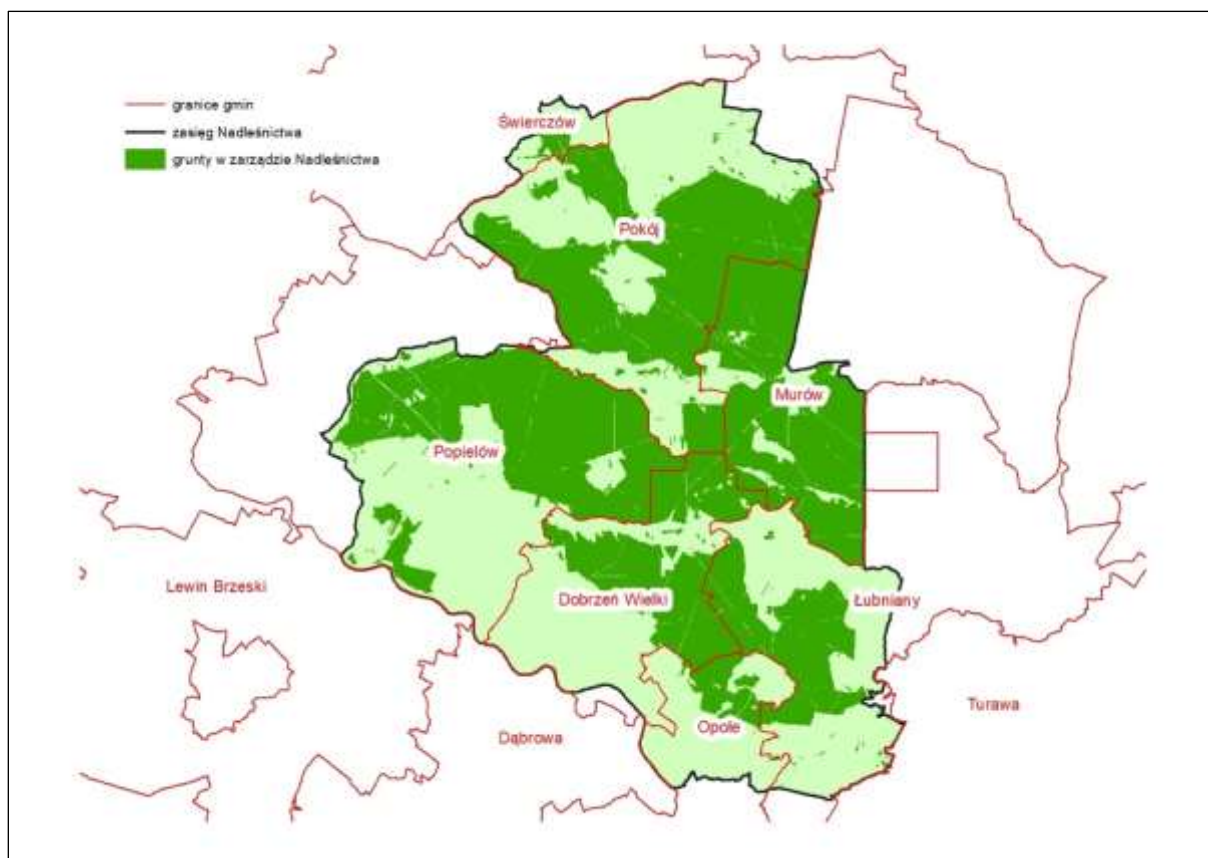 granice gmin
zasięg Nadleśnictwa
grunty w zarządzie Nadleśnictwa
Świerczów
Pokój
Murów
Popielów
Lewin Brzeski
Dobrzeń Wielki
Łubniany
Turawa
Opole
Dąbrowa